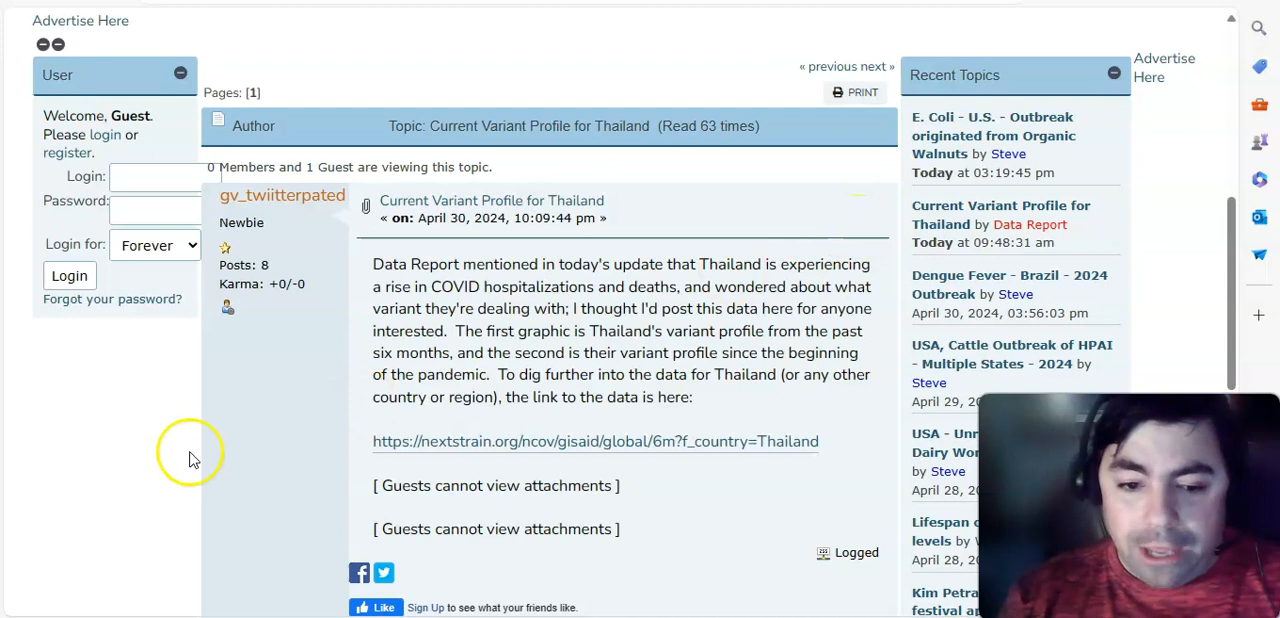 Advertise Here
User
Welcome, Guest.
Please login or
register.
Login:
Password:
Login for: Forever
Login
Forgot your password?
« previous next »
Pages: [1]
PRINT
Author
Topic: Current Variant Profile for Thailand (Read 63 times)
0 Members and 1 Guest are viewing this topic.
gv_twiitterpated
Newbie
Posts: 8
Karma: +0/-0
Current Variant Profile for Thailand
« on: April 30, 2024, 10:09:44 pm »
Data Report mentioned in today's update that Thailand is experiencing
a rise in COVID hospitalizations and deaths, and wondered about what
variant they're dealing with; I thought I'd post this data here for anyone
interested. The first graphic is Thailand's variant profile from the past
six months, and the second is their variant profile since the beginning
of the pandemic. To dig further into the data for Thailand (or any other
country or region), the link to the data is here:
https://nextstrain.org/ncov/gisaid/global/6m?f_country=Thailand
[ Guests cannot view attachments ]
[ Guests cannot view attachments ]
Logged
Like
Sign Up to see what your friends like.
Recent Topics
E. Coli - U.S. - Outbreak
originated from Organic
Walnuts by Steve
Today at 03:19:45 pm
Current Variant Profile for
Thailand by Data Report
Today at 09:48:31 am
Dengue Fever - Brazil - 2024
Outbreak by Steve
April 30, 2024, 03:56:03 pm
USA, Cattle Outbreak of HPAI
- Multiple States - 2024 by
Steve
April 29, 20
USA - Unr
Dairy Wor
by Steve
April 28, 20
Lifespan
levels by
April 28, 20
Kim Petra
festival ap
Advertise
Here